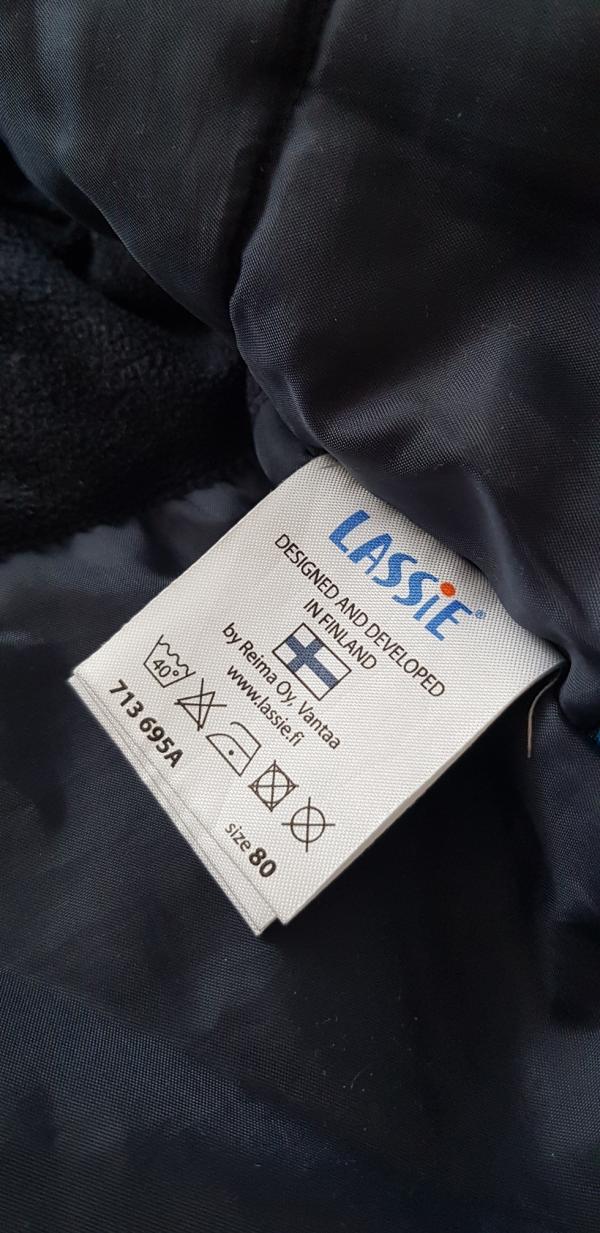 LASSiE®
DESIGNED AND DEVELOPED
IN FINLAND
by Reima Oy, Vantaa
www.lassie.fi
40°
713 695A
size 80